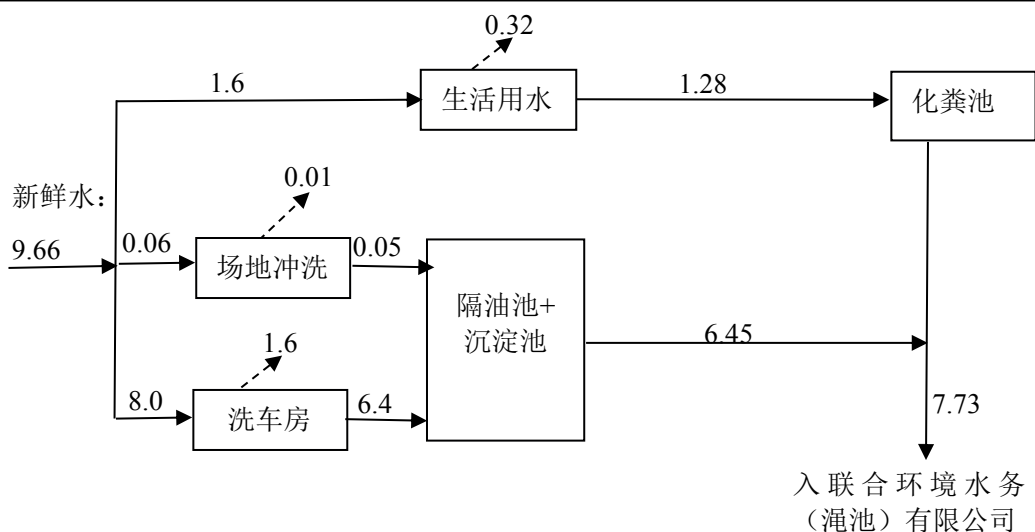 0.32
1.6
生活用水
1.28
化粪池
新鲜水：
0.01
9.66
0.06
场地冲洗
0.05
隔油池+
沉淀池
6.45
1.6
8.0
洗车房
6.4
7.73
入联合环境水务
（渑池）有限公司